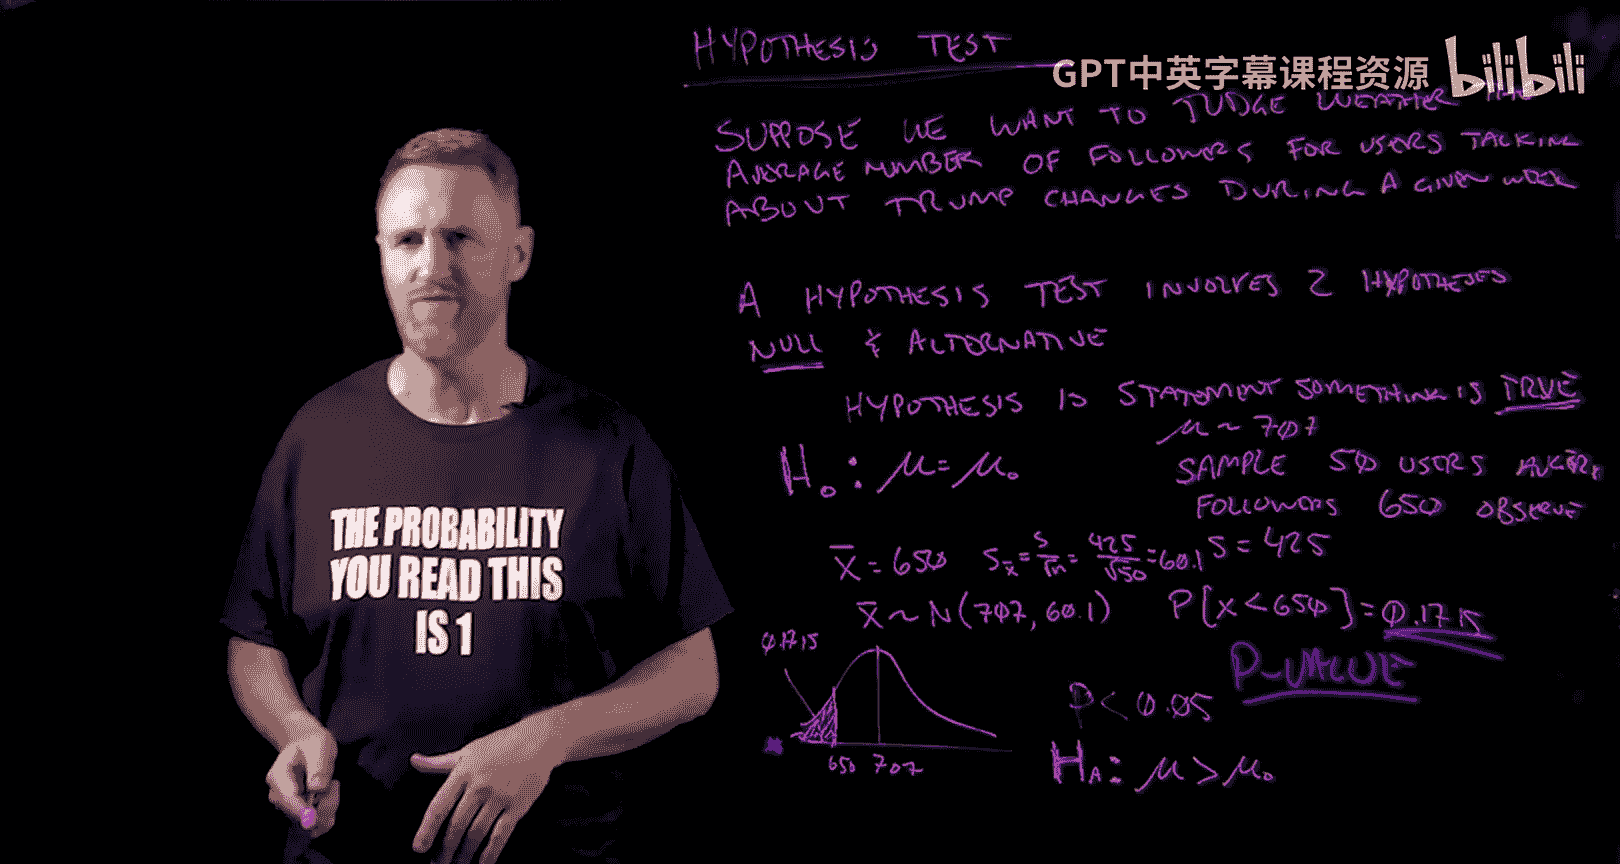 HYPOTHESIS TEST
GPT中英字幕课程资源 bilibili
SUPPOSE WE WANT TO JUDGE WEATHER THE
AVERAGE NUMBER OF FOLLOWERS FOR USERS TALKING
ABOUT TRUMP CHANGES DURING A GIVEN WEEK
A HYPOTHESIS TEST INVOLVES 2 HYPOTHESES
NULL & ALTERNATIVE
HYPOTHESIS IS STATEMENT SOMETHING IS TRUE
μ ~ 707
H₀: μ = μ₀
SAMPLE 50 USERS
FOLLOWERS 650 OBSERVE
x̄ = 650 Sx̄ = s/√n = 425/√50 = 60.1 S = 425
x̄ ~ N(707, 60.1) P[x < 650] = 0.1715
0.1715
P-VALUE
P < 0.05
650 707
Hₐ: μ > μ₀
THE PROBABILITY
YOU READ THIS
IS 1